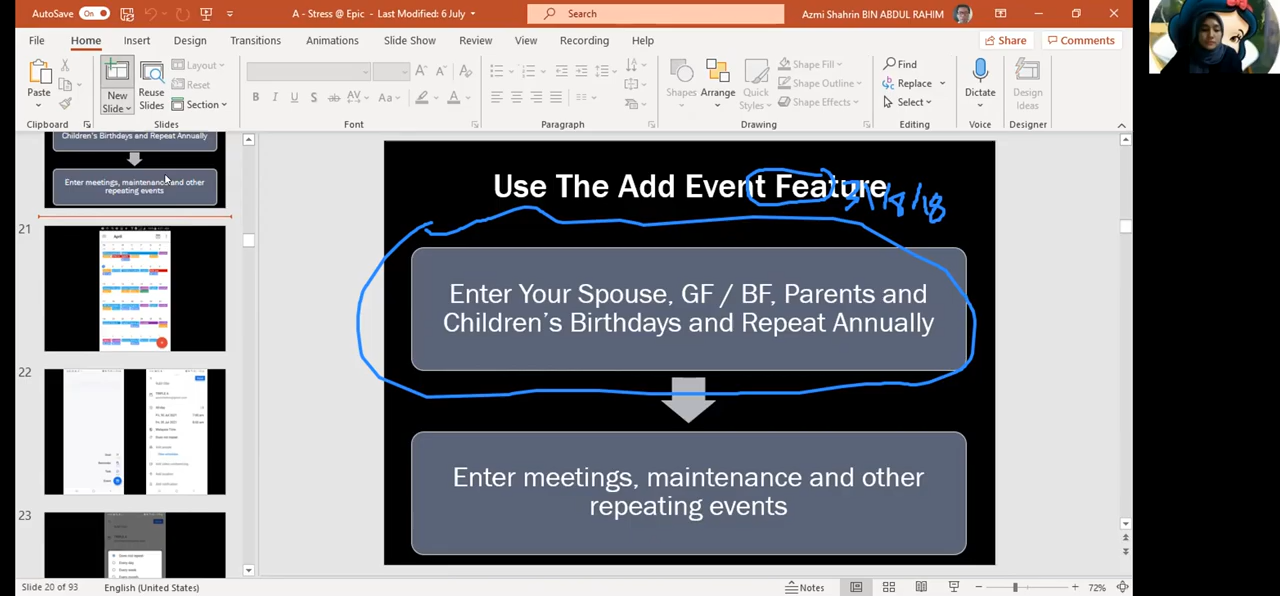 AutoSave On
A - Stress @ Epic - Last Modified: 6 July
Search
Azmi Shahrin BIN ABDUL RAHIM
File Home Insert Design Transitions Animations Slide Show Review View Recording Help
Share Comments
Paste
New Slide
Reuse Slides
Layout
Reset
Section
Shapes
Arrange
Quick Styles
Shape Fill
Shape Outline
Shape Effects
Find
Replace
Select
Dictate
Design Ideas
Clipboard Slides Font Paragraph Drawing Editing Voice Designer
Children's Birthdays and Repeat Annually
Enter meetings, maintenance and other
repeating events
21
April
22
23
Use The Add Event Feature
31/8/18
Enter Your Spouse, GF / BF, Parents and
Children's Birthdays and Repeat Annually
Enter meetings, maintenance and other
repeating events
Slide 20 of 93 English (United States) Notes 72%